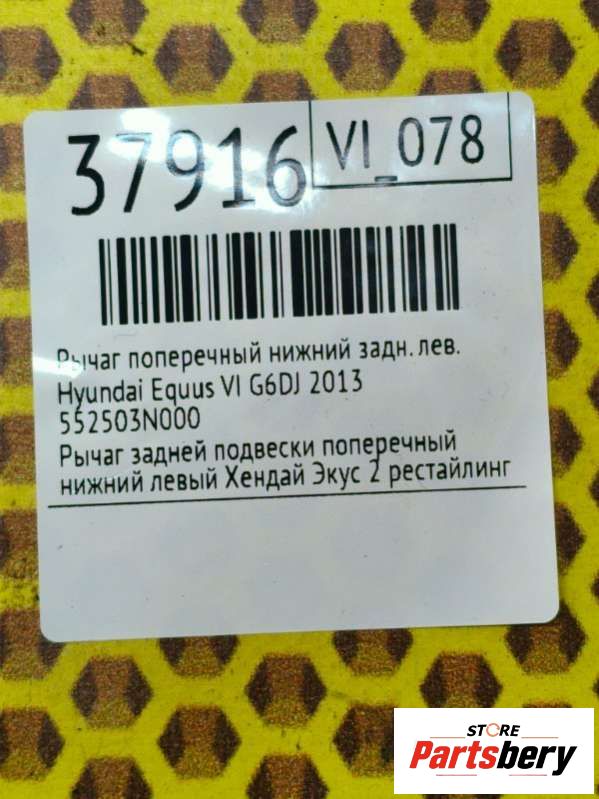 37916
VI_078
Рычаг поперечный нижний задн. лев.
Hyundai Equus VI G6DJ 2013
552503N000
Рычаг задней подвески поперечный
нижний левый Хендай Экус 2 рестайлинг
STORE
Partsbery